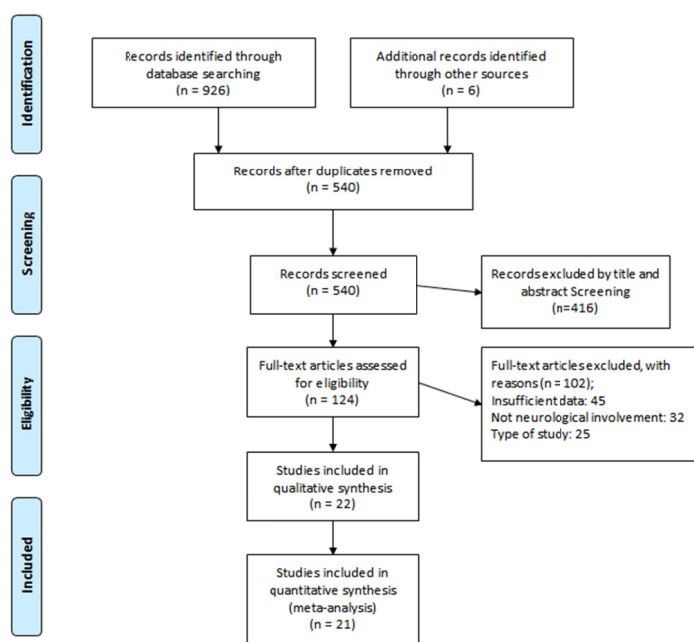 Identification
Records identified through
database searching
(n = 926)
Additional records identified
through other sources
(n = 6)
Records after duplicates removed
(n = 540)
Screening
Records screened
(n = 540)
Records excluded by title and
abstract Screening
(n=416)
Eligibility
Full-text articles assessed
for eligibility
(n = 124)
Full-text articles excluded, with
reasons (n = 102);
Insufficient data: 45
Not neurological involvement: 32
Type of study: 25
Studies included in
qualitative synthesis
(n = 22)
Included
Studies included in
quantitative synthesis
(meta-analysis)
(n = 21)